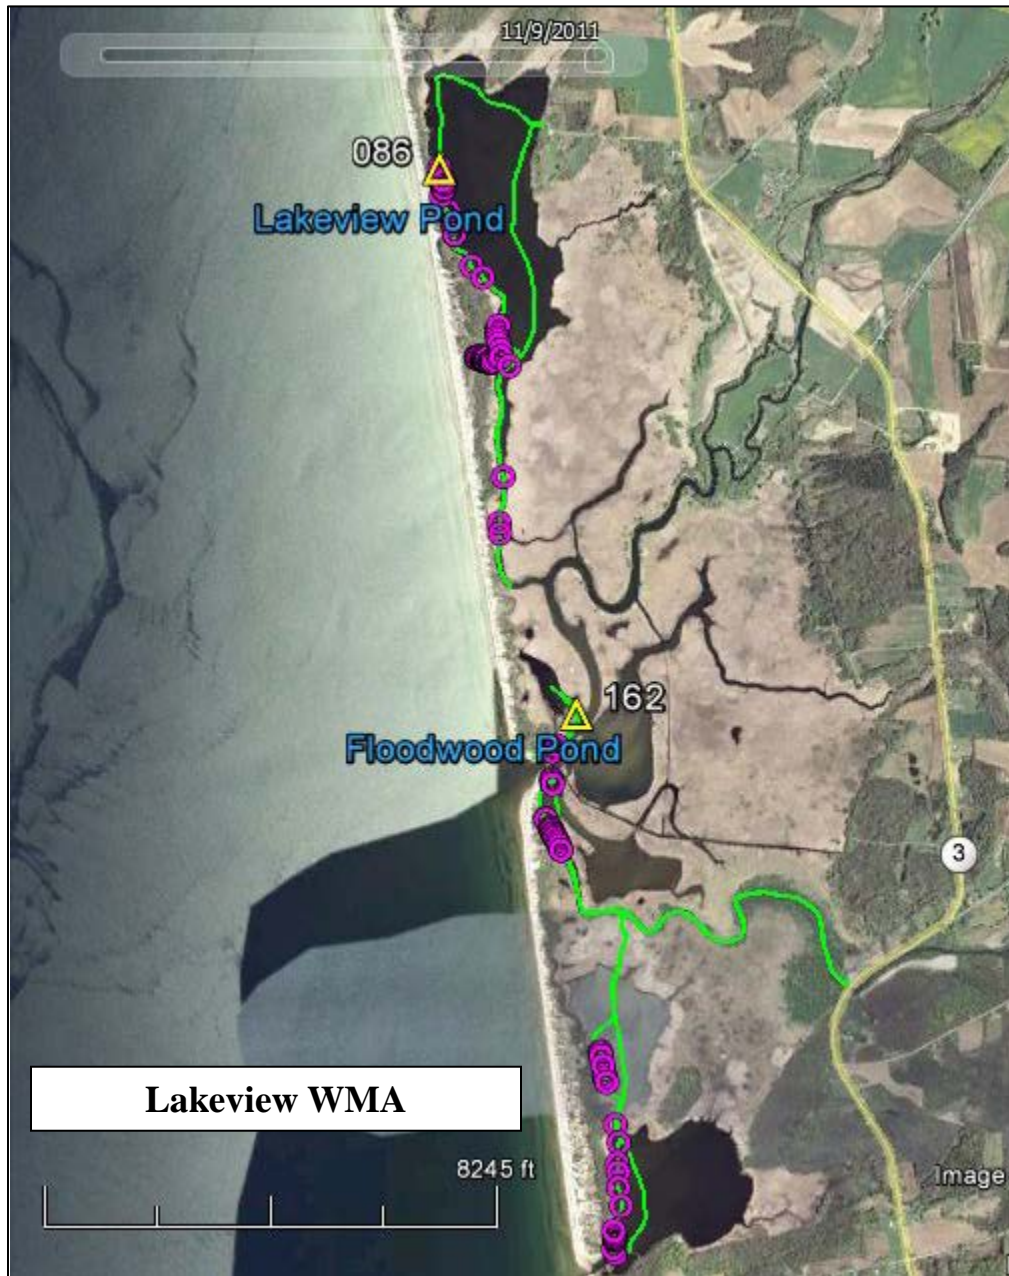 11/9/2011
086
Lakeview Pond
162
Floodwood Pond
3
Lakeview WMA
8245 ft
Image